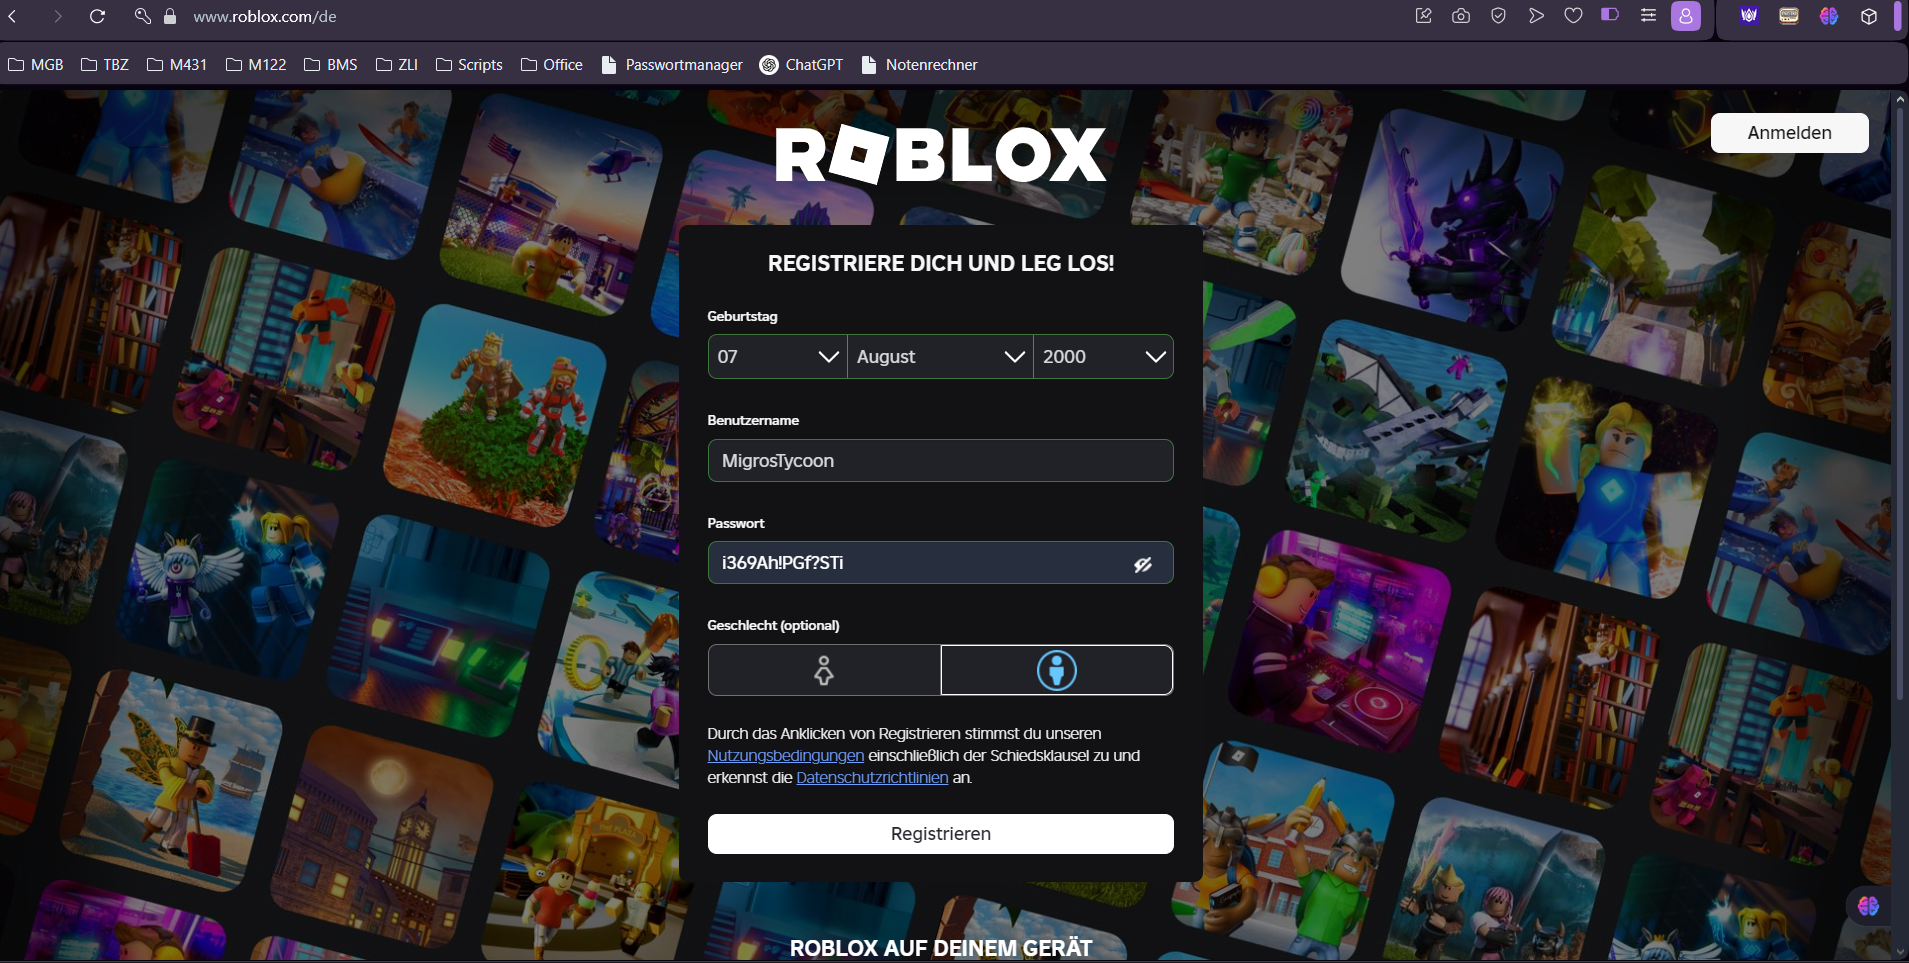 www.roblox.com/de
MGB TBZ M431 M122 BMS ZLI Scripts Office Passwortmanager ChatGPT Notenrechner
ROBLOX
Anmelden
REGISTRIERE DICH UND LEG LOS!
Geburtstag
07 August 2000
Benutzername
MigrosTycoon
Passwort
i369Ah!PGf?STi
Geschlecht (optional)
Durch das Anklicken von Registrieren stimmst du unseren
Nutzungsbedingungen einschließlich der Schiedsklausel zu und
erkennst die Datenschutzrichtlinien an.
Registrieren
ROBLOX AUF DEINEM GERÄT